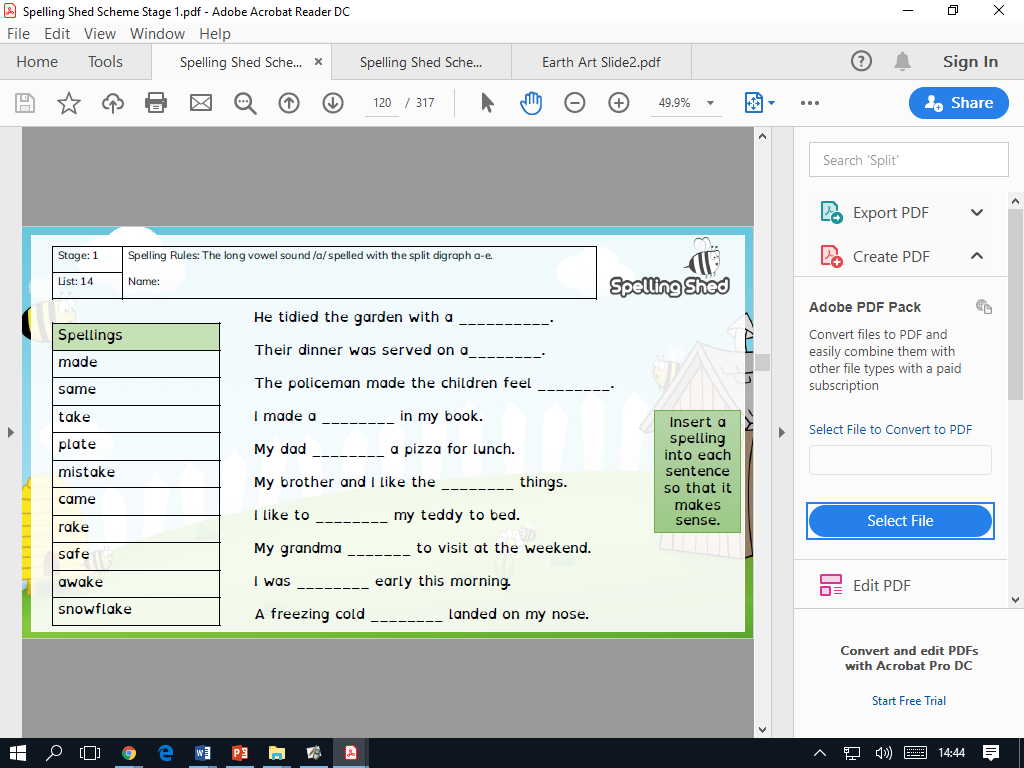 Spelling Shed Scheme Stage 1.pdf - Adobe Acrobat Reader DC
File Edit View Window Help
Home Tools Spelling Shed Sche... × Spelling Shed Sche... Earth Art Slide2.pdf ? Sign In
120 / 317 49.9% Share
Search 'Split'
Export PDF
Create PDF
Adobe PDF Pack
Convert files to PDF and
easily combine them with
other file types with a paid
subscription
Select File to Convert to PDF
Select File
Edit PDF
Convert and edit PDFs
with Acrobat Pro DC
Start Free Trial
Stage: 1 Spelling Rules: The long vowel sound /a/ spelled with the split digraph a-e.
List: 14 Name:
Spelling Shed
Spellings
made
same
take
plate
mistake
came
rake
safe
awake
snowflake
He tidied the garden with a __________.
Their dinner was served on a________.
The policeman made the children feel ________.
I made a ________ in my book.
My dad ________ a pizza for lunch.
My brother and I like the ________ things.
I like to ________ my teddy to bed.
My grandma _______ to visit at the weekend.
I was ________ early this morning.
A freezing cold ________ landed on my nose.
Insert a
spelling
into each
sentence
so that it
makes
sense.
14:44